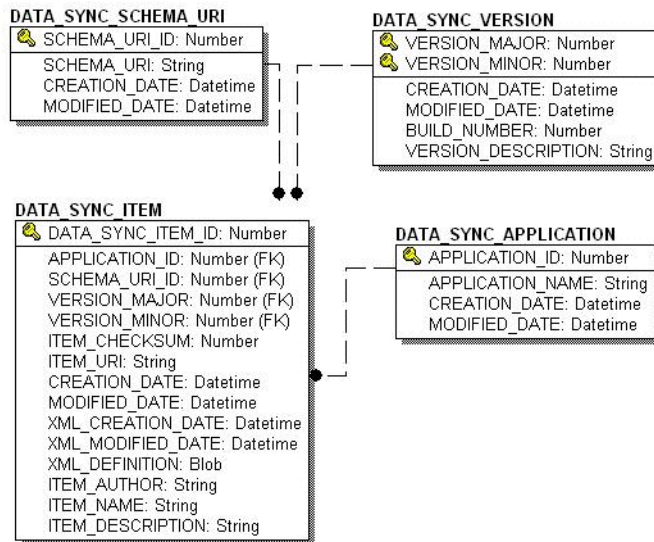 DATA_SYNC_SCHEMA_URI
SCHEMA_URI_ID: Number
SCHEMA_URI: String
CREATION_DATE: Datetime
MODIFIED_DATE: Datetime
DATA_SYNC_VERSION
VERSION_MAJOR: Number
VERSION_MINOR: Number
CREATION_DATE: Datetime
MODIFIED_DATE: Datetime
BUILD_NUMBER: Number
VERSION_DESCRIPTION: String
DATA_SYNC_ITEM
DATA_SYNC_ITEM_ID: Number
APPLICATION_ID: Number (FK)
SCHEMA_URI_ID: Number (FK)
VERSION_MAJOR: Number (FK)
VERSION_MINOR: Number (FK)
ITEM_CHECKSUM: Number
ITEM_URI: String
CREATION_DATE: Datetime
MODIFIED_DATE: Datetime
XML_CREATION_DATE: Datetime
XML_MODIFIED_DATE: Datetime
XML_DEFINITION: Blob
ITEM_AUTHOR: String
ITEM_NAME: String
ITEM_DESCRIPTION: String
DATA_SYNC_APPLICATION
APPLICATION_ID: Number
APPLICATION_NAME: String
CREATION_DATE: Datetime
MODIFIED_DATE: Datetime